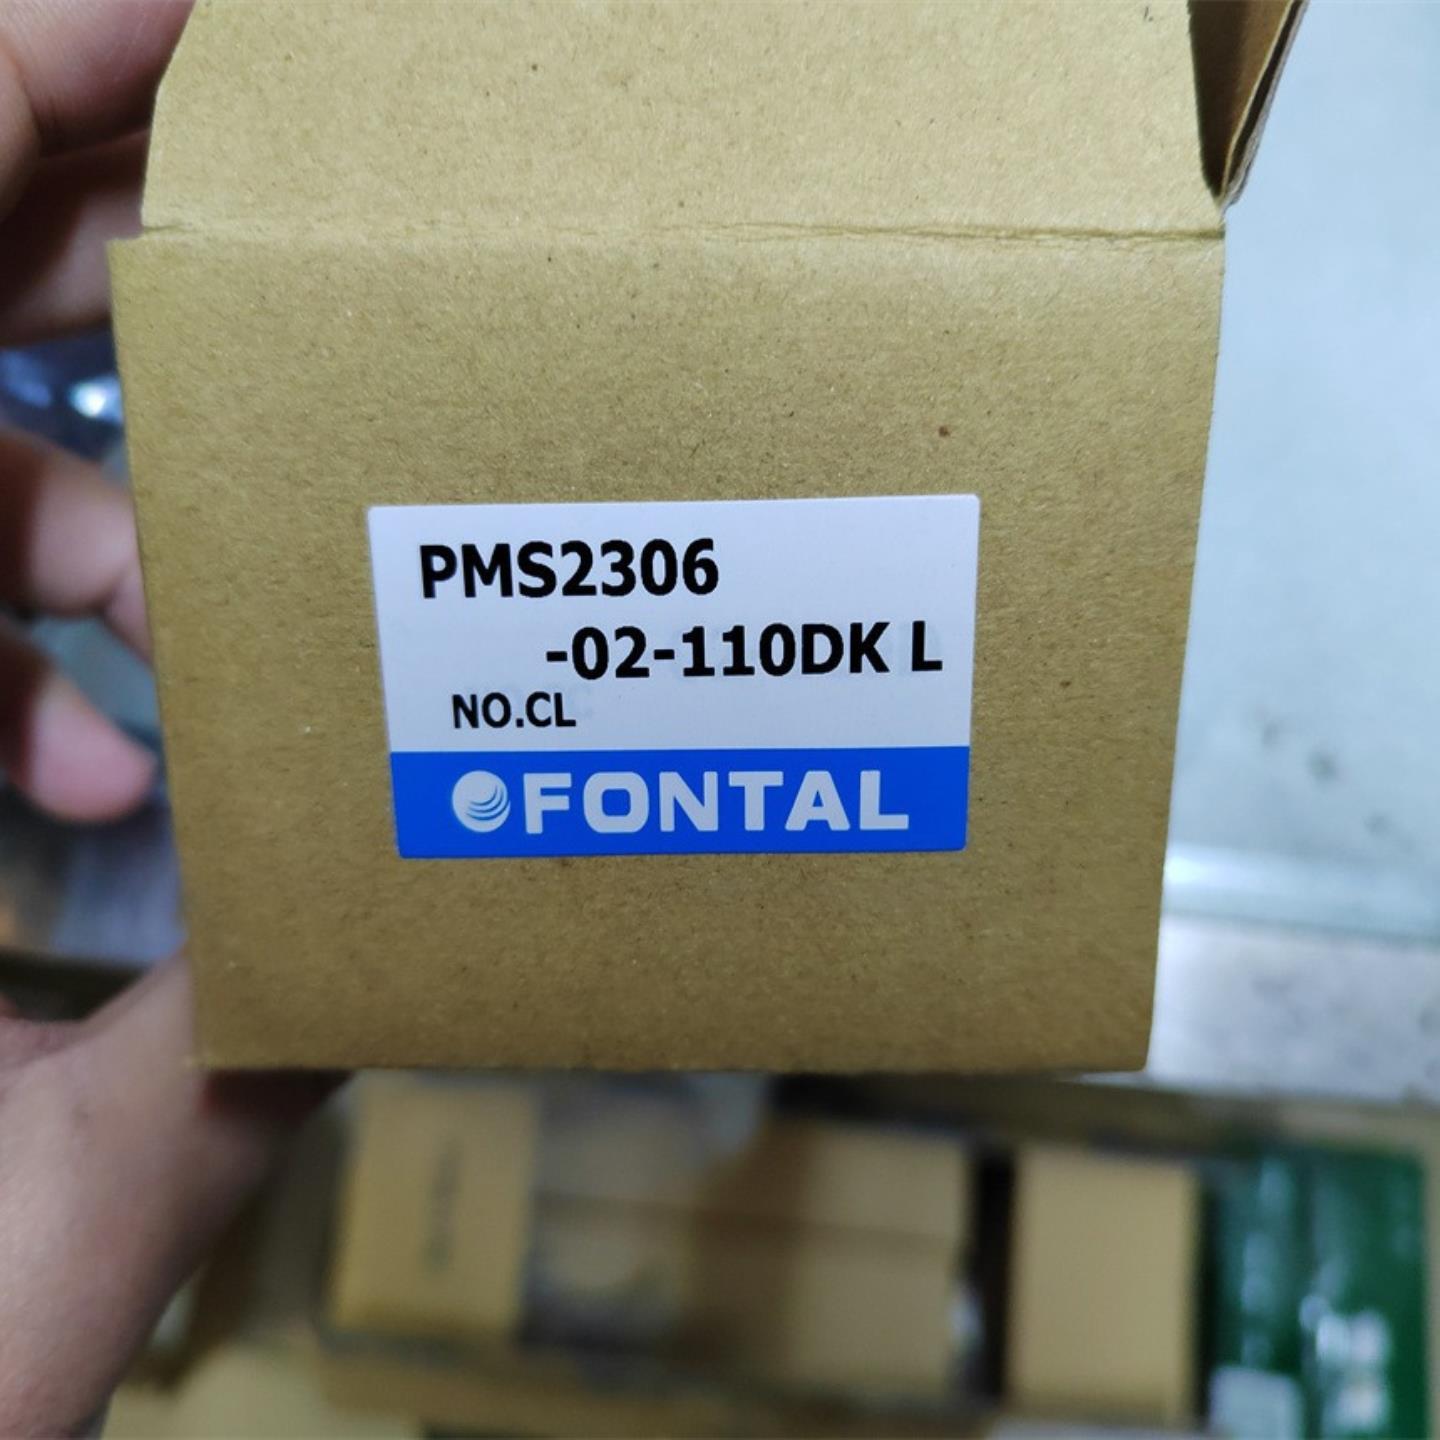 PMS2306
-02-110DK L
NO.CL
FONTAL